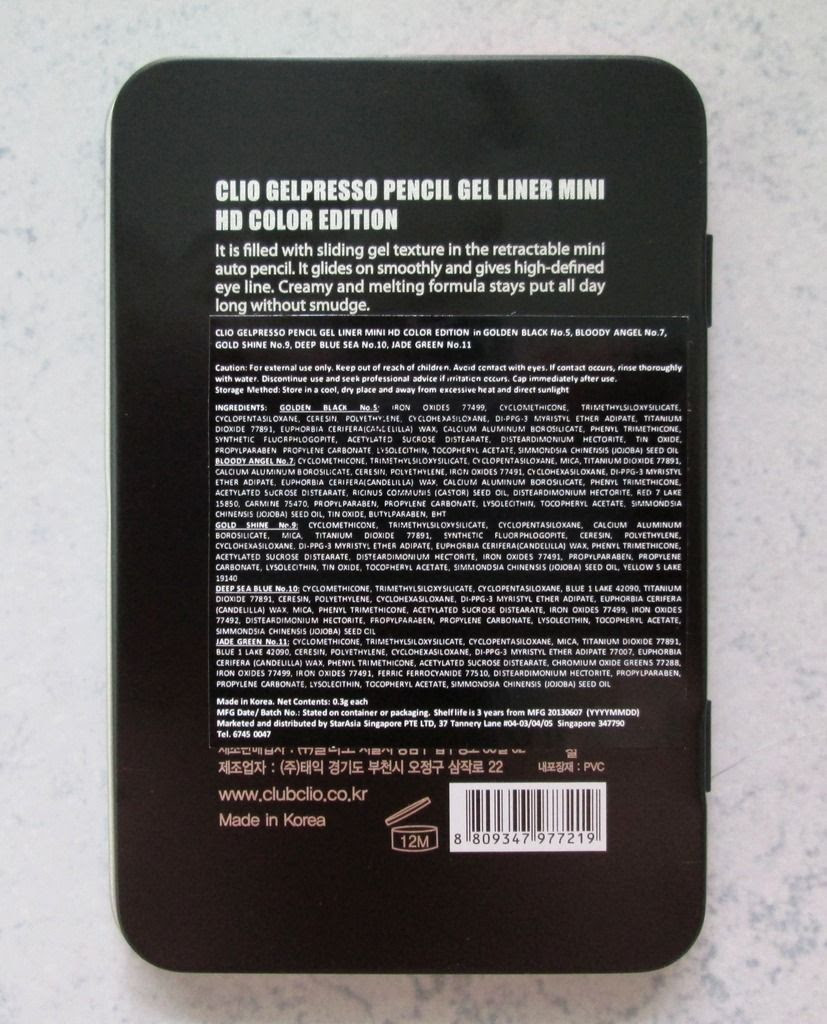 CLIO GELPRESSO PENCIL GEL LINER MINI
HD COLOR EDITION
It is filled with sliding gel texture in the retractable mini
auto pencil. It glides on smoothly and gives high-defined
eye line. Creamy and melting formula stays put all day
long without smudge.
CLIO GELPRESSO PENCIL GEL LINER MINI HD COLOR EDITION in GOLDEN BLACK No.5, BLOODY ANGEL No.7,
GOLD SHINE No.9, DEEP BLUE SEA No.10, JADE GREEN No.11
Caution: For external use only. Keep out of reach of children. Avoid contact with eyes. If contact occurs, rinse thoroughly
with water. Discontinue use and seek professional advice if irritation occurs. Cap immediately after use.
Storage Method: Store in a cool, dry place and away from excessive heat and direct sunlight
INGREDIENTS: GOLDEN BLACK No.5: IRON OXIDES 77499, CYCLOMETHICONE, TRIMETHYLSILOXYSILICATE,
CYCLOPENTASILOXANE, CERESIN, POLYETHYLENE, CYCLOHEXASILOXANE, DI-PPG-3 MYRISTYL ETHER ADIPATE, TITANIUM
DIOXIDE 77891, EUPHORBIA CERIFERA(CANDELILLA) WAX, CALCIUM ALUMINUM BOROSILICATE, PHENYL TRIMETHICONE,
SYNTHETIC FLUORPHLOGOPITE, ACETYLATED SUCROSE DISTEARATE, DISTEARDIMONIUM HECTORITE, TIN OXIDE,
PROPYLPARABEN PROPYLENE CARBONATE, LYSOLECITHIN, TOCOPHERYL ACETATE, SIMMONDSIA CHINENSIS (JOJOBA) SEED OIL
BLOODY ANGEL No.7: CYCLOMETHICONE, TRIMETHYLSILOXYSILICATE, CYCLOPENTASILOXANE, MICA, TITANIUM DIOXIDE 77891,
CALCIUM ALUMINUM BOROSILICATE, CERESIN, POLYETHYLENE, IRON OXIDES 77491, CYCLOHEXASILOXANE, DI-PPG-3 MYRISTYL
ETHER ADIPATE, EUPHORBIA CERIFERA(CANDELILLA) WAX, CALCIUM ALUMINUM BOROSILICATE, PHENYL TRIMETHICONE,
ACETYLATED SUCROSE DISTEARATE, RICINUS COMMUNIS (CASTOR) SEED OIL, DISTEARDIMONIUM HECTORITE, RED 7 LAKE
15850, CARMINE 75470, PROPYLPARABEN, PROPYLENE CARBONATE, LYSOLECITHIN, TOCOPHERYL ACETATE, SIMMONDSIA
CHINENSIS (JOJOBA) SEED OIL, TIN OXIDE, BUTYLPARABEN, BHT
GOLD SHINE No.9: CYCLOMETHICONE, TRIMETHYLSILOXYSILICATE, CYCLOPENTASILOXANE, CALCIUM ALUMINUM
BOROSILICATE, MICA, TITANIUM DIOXIDE 77891, SYNTHETIC FLUORPHLOGOPITE, CERESIN, POLYETHYLENE,
CYCLOHEXASILOXANE, DI-PPG-3 MYRISTYL ETHER ADIPATE, EUPHORBIA CERIFERA(CANDELILLA) WAX, PHENYL TRIMETHICONE,
ACETYLATED SUCROSE DISTEARATE, DISTEARDIMONIUM HECTORITE, IRON OXIDES 77491, PROPYLPARABEN, PROPYLENE
CARBONATE, LYSOLECITHIN, TIN OXIDE, TOCOPHERYL ACETATE, SIMMONDSIA CHINENSIS (JOJOBA) SEED OIL, YELLOW 5 LAKE
19140
DEEP SEA BLUE No.10: CYCLOMETHICONE, TRIMETHYLSILOXYSILICATE, CYCLOPENTASILOXANE, BLUE 1 LAKE 42090, TITANIUM
DIOXIDE 77891, CERESIN, POLYETHYLENE, CYCLOHEXASILOXANE, DI-PPG-3 MYRISTYL ETHER ADIPATE, EUPHORBIA CERIFERA
(CANDELILLA) WAX, MICA, PHENYL TRIMETHICONE, ACETYLATED SUCROSE DISTEARATE, IRON OXIDES 77499, IRON OXIDES
77492, DISTEARDIMONIUM HECTORITE, PROPYLPARABEN, PROPYLENE CARBONATE, LYSOLECITHIN, TOCOPHERYL ACETATE,
SIMMONDSIA CHINENSIS (JOJOBA) SEED OIL
JADE GREEN No.11: CYCLOMETHICONE, TRIMETHYLSILOXYSILICATE, CYCLOPENTASILOXANE, MICA, TITANIUM DIOXIDE 77891,
BLUE 1 LAKE 42090, CERESIN, POLYETHYLENE, CYCLOHEXASILOXANE, DI-PPG-3 MYRISTYL ETHER ADIPATE 77007, EUPHORBIA
CERIFERA (CANDELILLA) WAX, PHENYL TRIMETHICONE, ACETYLATED SUCROSE DISTEARATE, CHROMIUM OXIDE GREENS 77288,
IRON OXIDES 77499, IRON OXIDES 77491, FERRIC FERROCYANIDE 77510, DISTEARDIMONIUM HECTORITE, PROPYLPARABEN,
PROPYLENE CARBONATE, LYSOLECITHIN, TOCOPHERYL ACETATE, SIMMONDSIA CHINENSIS (JOJOBA) SEED OIL
Made in Korea. Net Contents: 0.3g each
MFG Date/ Batch No.: Stated on container or packaging. Shelf life is 3 years from MFG 20130607 (YYYYMMDD)
Marketed and distributed by StarAsia Singapore PTE LTD, 37 Tannery Lane #04-03/04/05 Singapore 347790
Tel. 6745 0047
제조업자 : (주)태익 경기도 부천시 오정구 삼작로 22 내포장재 : PVC
www.clubclio.co.kr
Made in Korea
12M
8 809347 977219